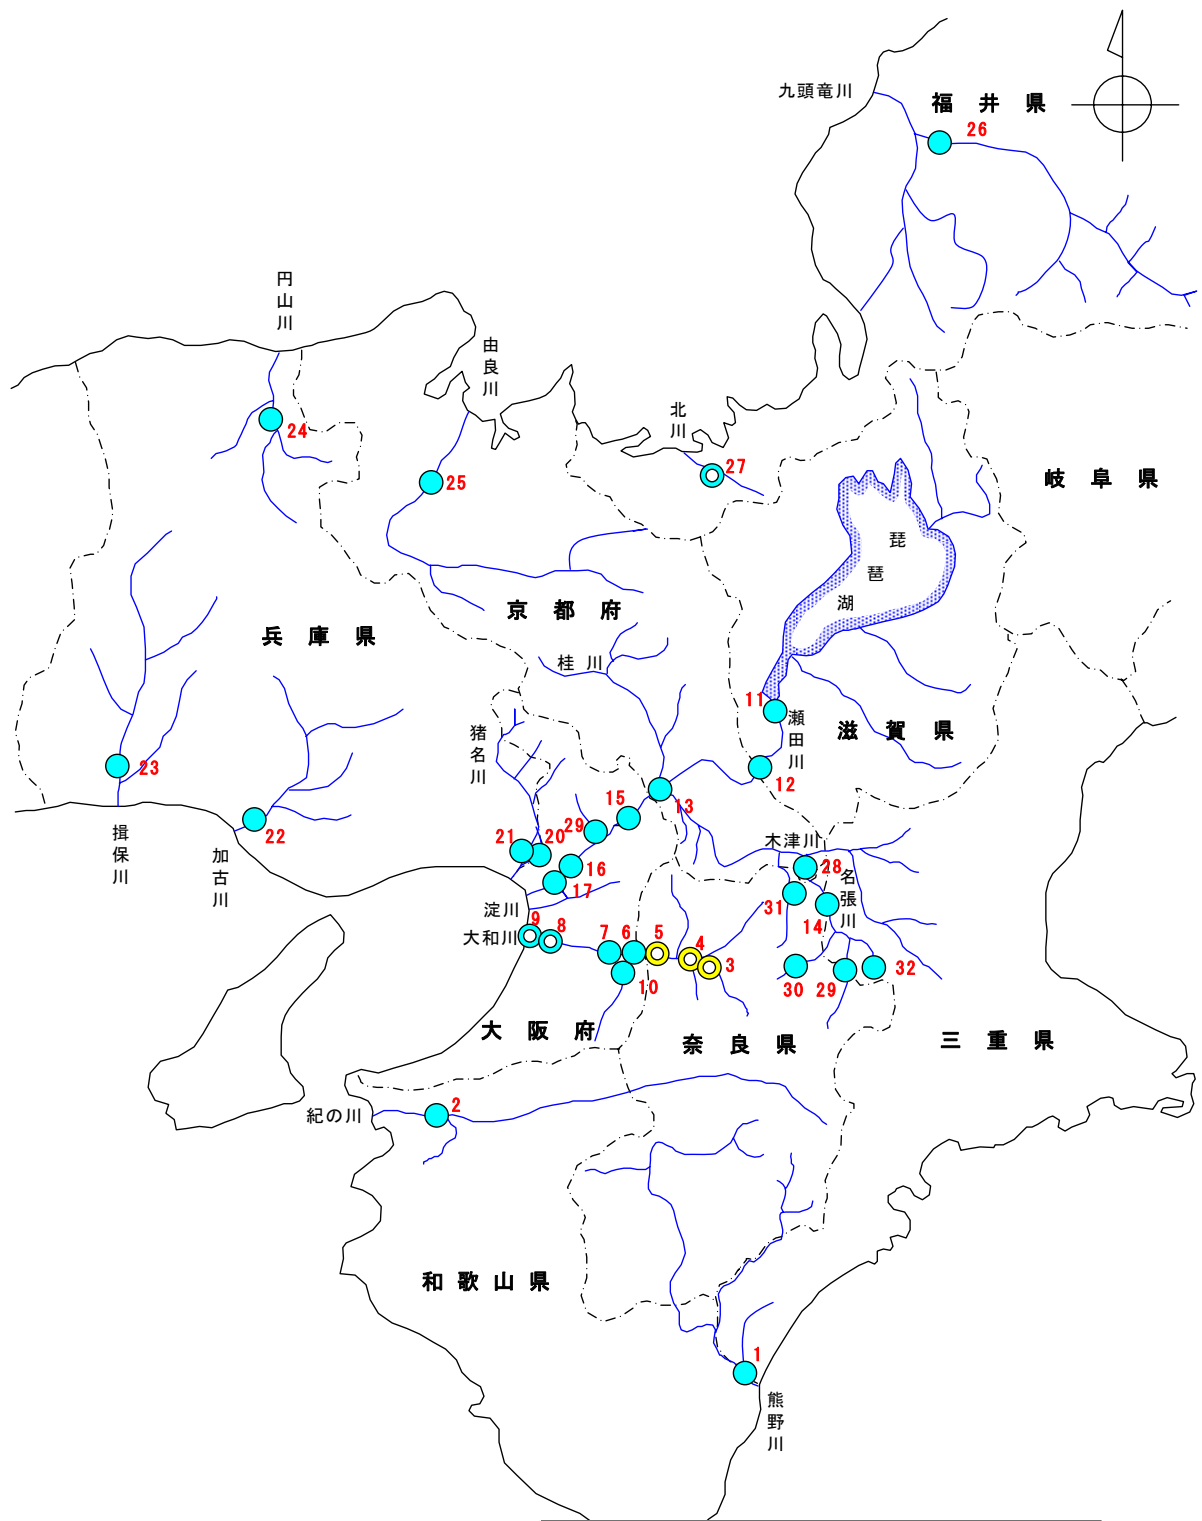 九頭竜川
福井県
26
円山川
由良川
北川
24
25
27
岐阜県
琵琶湖
京都府
兵庫県
桂川
11
瀬田川
滋賀県
猪名川
23
12
13
15
29
22
21
20
木津川
揖保川
加古川
16
28
名張川
17
31
淀川
14
9
8
大和川
7
6
5
4
3
10
30
29
32
大阪府
奈良県
三重県
紀の川
2
和歌山県
1
熊野川